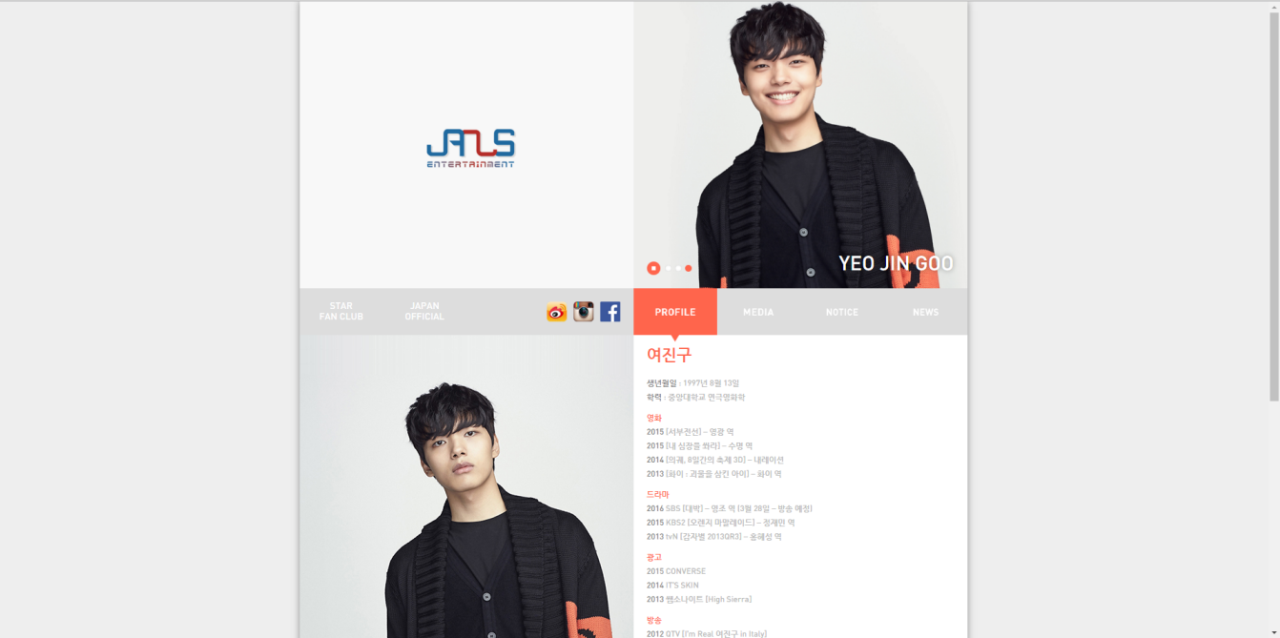 JANUS
ENTERTAINMENT
YEO JIN GOO
STAR
FAN CLUB
JAPAN
OFFICIAL
PROFILE
MEDIA
NOTICE
NEWS
여진구
생년월일 : 1997년 8월 13일
학력 : 중앙대학교 연극영화학
영화
2015 [서부전선] – 영광 역
2015 [내 심장을 쏴라] – 수명 역
2014 [의궤, 8일간의 축제 3D] – 내레이션
2013 [화이 : 괴물을 삼킨 아이] – 화이 역
드라마
2016 SBS [대박] – 영조 역 (3월 28일 – 방송 예정)
2015 KBS2 [오렌지 마말레이드] – 정재민 역
2013 tvN [감자별 2013QR3] – 윤혜성 역
광고
2015 CONVERSE
2014 IT'S SKIN
2013 쌤소나이트 [High Sierra]
방송
2012 QTV [I'm Real 여진구 in Italy]